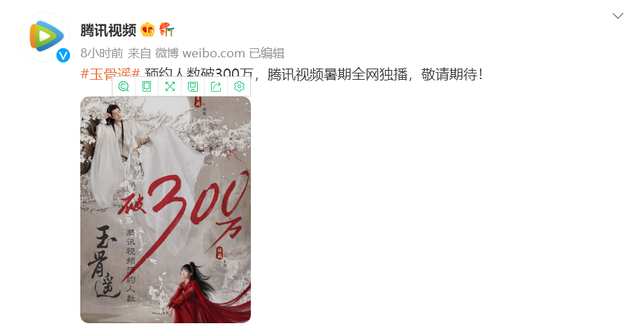 腾讯视频
8小时前 来自 微博 weibo.com 已编辑
#玉骨遥# 预约人数破300万，腾讯视频暑期全网独播，敬请期待！
破300万
玉骨遥
腾讯视频预约人数